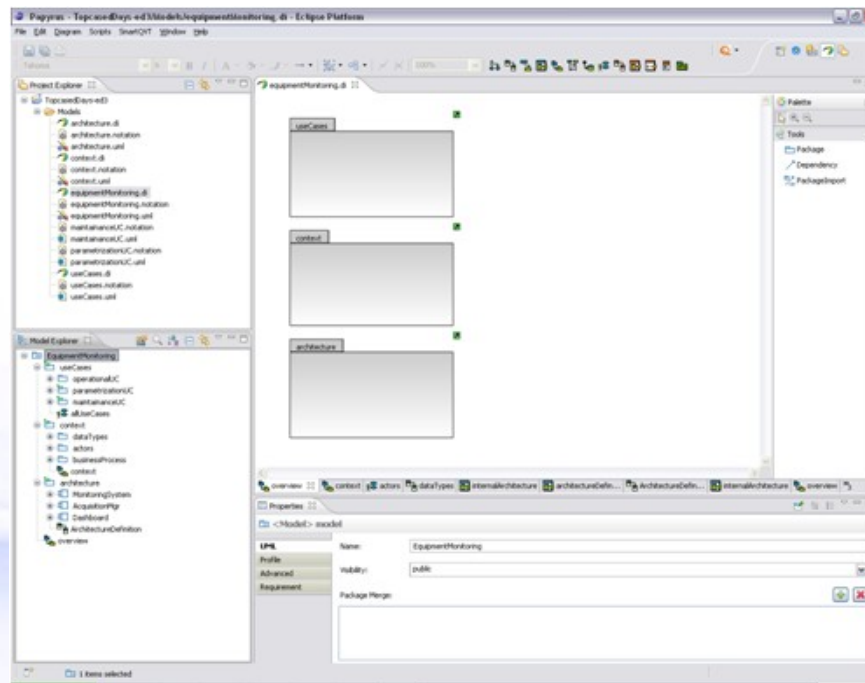 Papyrus - TopcasedDays-ed3/Models/equipmentMonitoring.di - Eclipse Platform
File Edit Diagram Scripts SmartQVT Window Help
Tahoma
100%
Project Explorer
TopcasedDays-ed3
Models
architecture.di
architecture.notation
architecture.uml
context.di
context.notation
context.uml
equipmentMonitoring.di
equipmentMonitoring.notation
equipmentMonitoring.uml
maintainanceUC.notation
maintainanceUC.uml
parametrizationUC.notation
parametrizationUC.uml
useCases.di
useCases.notation
useCases.uml
Model Explorer
EquipmentMonitoring
useCases
operationalUC
parametrizationUC
maintainanceUC
allUseCases
context
dataTypes
actors
businessProcess
context
architecture
MonitoringSystem
AcquisitionMgr
Dashboard
ArchitectureDefinition
overview
equipmentMonitoring.di
useCases
context
architecture
Palette
Tools
Package
Dependency
PackageImport
overview context actors dataTypes internalArchitecture architectureDefin... ArchitectureDefin... internalArchitecture overview
Properties
<Model> model
UML
Profile
Advanced
Requirement
Name: EquipmentMonitoring
Visibility: public
Package Merge:
1 items selected